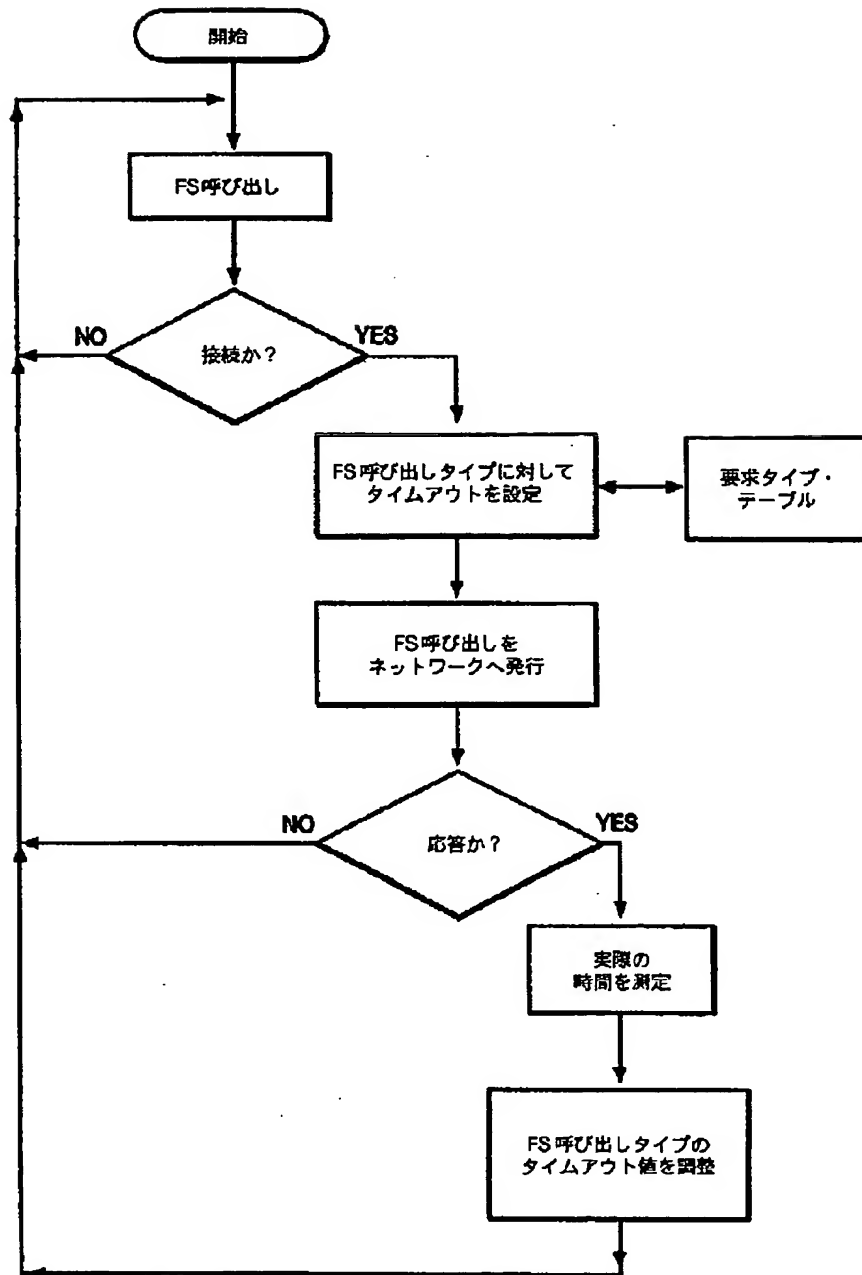 開始
FS呼び出し
NO
YES
接続か？
FS呼び出しタイプに対して
タイムアウトを設定
要求タイプ・
テーブル
FS呼び出しを
ネットワークへ発行
NO
YES
応答か？
実際の
時間を測定
FS呼び出しタイプの
タイムアウト値を調整